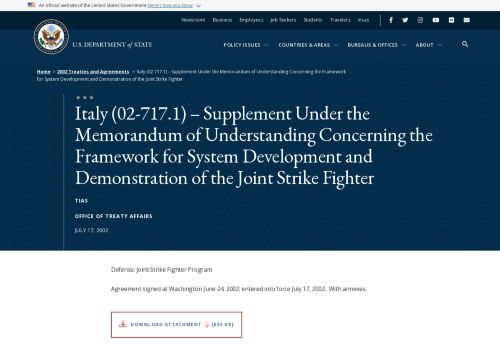 An official website of the United States Government Here's how you know
Newsroom Business Employers Job Seekers Students Travelers Visas
U.S. DEPARTMENT of STATE
POLICY ISSUES COUNTRIES & AREAS BUREAUS & OFFICES ABOUT
Home > 2002 Treaties and Agreements > Italy (02-717.1) – Supplement Under the Memorandum of Understanding Concerning the Framework
for System Development and Demonstration of the Joint Strike Fighter
Italy (02-717.1) – Supplement Under the
Memorandum of Understanding Concerning the
Framework for System Development and
Demonstration of the Joint Strike Fighter
TIAS
OFFICE OF TREATY AFFAIRS
JULY 17, 2002
Defense: Joint Strike Fighter Program
Agreement signed at Washington June 24, 2002; entered into force July 17, 2002. With annexes.
DOWNLOAD ATTACHMENT [833 KB]